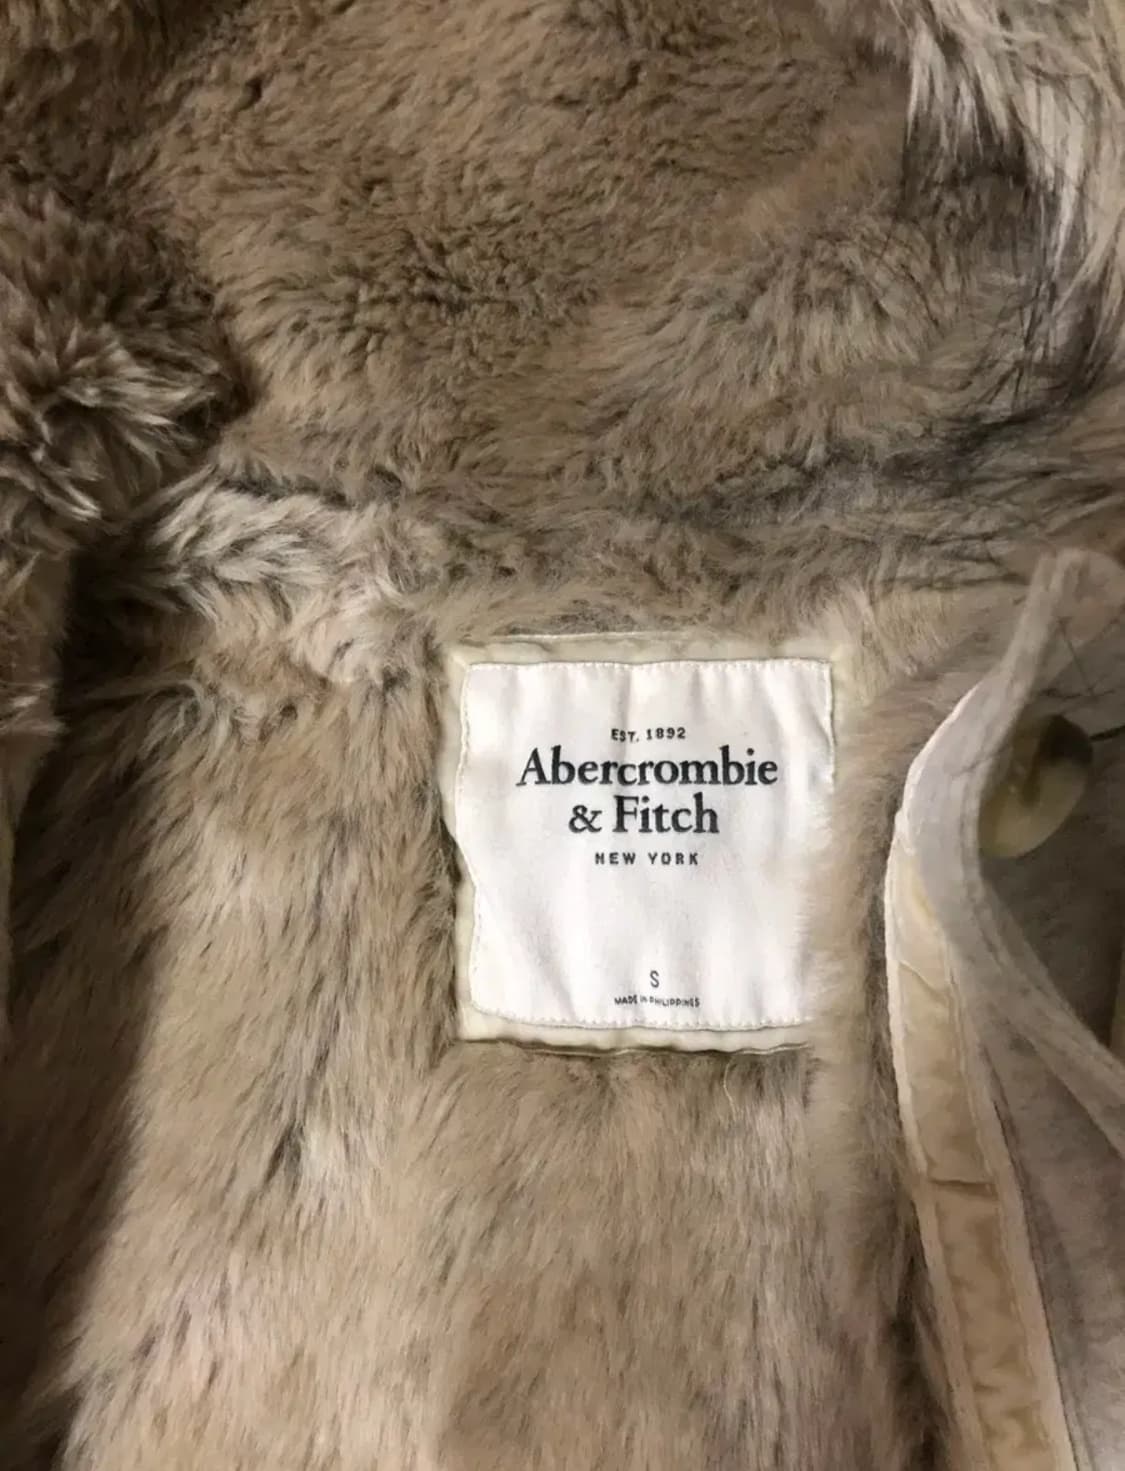 EST. 1892
Abercrombie
& Fitch
NEW YORK
S
MADE IN PHILIPPINES